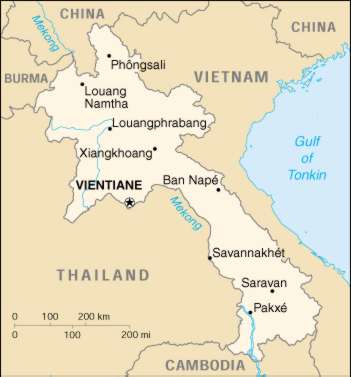 CHINA
CHINA
Mekong
Phôngsali
BURMA
VIETNAM
Louang
Namtha
Louangphrabang
Gulf
of
Tonkin
Xiangkhoang
VIENTIANE
Ban Napé
Mekong
Savannakhét
THAILAND
Saravan
Pakxé
0 100 200 km
0 100 200 mi
CAMBODIA